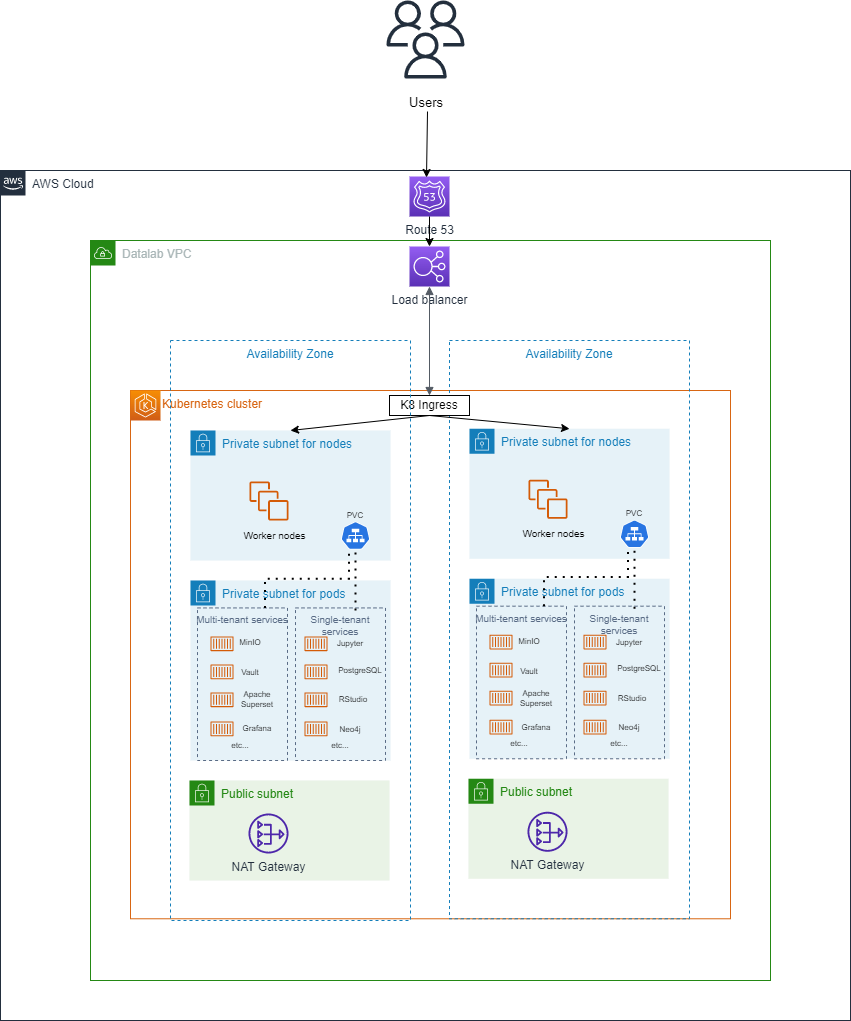 Users
aws
AWS Cloud
53
Route 53
Datalab VPC
Load balancer
Availability Zone
Availability Zone
K
Kubernetes cluster
K8 Ingress
Private subnet for nodes
Worker nodes
PVC
Private subnet for pods
Multi-tenant services
MinIO
Vault
Apache
Superset
Grafana
etc...
Single-tenant
services
Jupyter
PostgreSQL
RStudio
Neo4j
etc...
Public subnet
NAT Gateway
Private subnet for nodes
Worker nodes
PVC
Private subnet for pods
Multi-tenant services
MinIO
Vault
Apache
Superset
Grafana
etc...
Single-tenant
services
Jupyter
PostgreSQL
RStudio
Neo4j
etc...
Public subnet
NAT Gateway